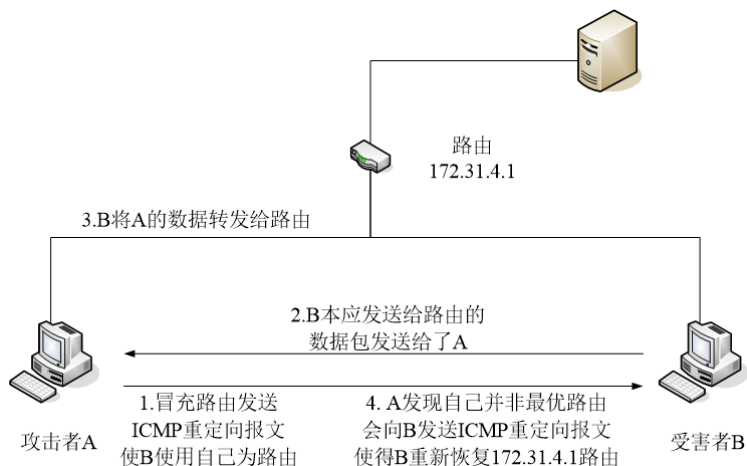 路由
172.31.4.1
3.B将A的数据转发给路由
2.B本应发送给路由的
数据包发送给了A
1.冒充路由发送
ICMP重定向报文
使B使用自己为路由
4. A发现自己并非最优路由
会向B发送ICMP重定向报文
使得B重新恢复172.31.4.1路由
攻击者A
受害者B